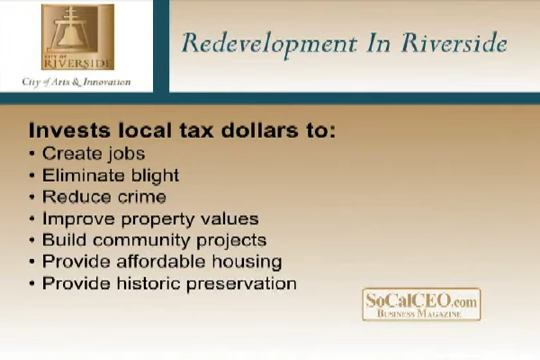 CITY OF
RIVERSIDE
City of Arts & Innovation
Redevelopment In Riverside
Invests local tax dollars to:
• Create jobs
• Eliminate blight
• Reduce crime
• Improve property values
• Build community projects
• Provide affordable housing
• Provide historic preservation
SoCalCEO.com
BUSINESS MAGAZINE